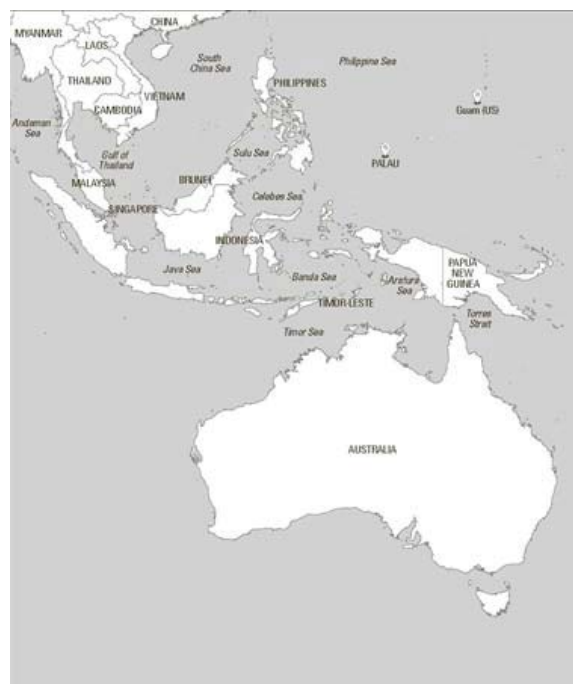 CHINA
MYANMAR
LAOS
South
China Sea
Philippine Sea
THAILAND
PHILIPPINES
VIETNAM
CAMBODIA
Guam (US)
Andaman
Sea
Gulf of
Thailand
Sulu Sea
PALAU
MALAYSIA
BRUNEI
Celebes Sea
SINGAPORE
INDONESIA
PAPUA
NEW
GUINEA
Java Sea
Banda Sea
Arafura
Sea
TIMOR-LESTE
Torres
Strait
Timor Sea
AUSTRALIA